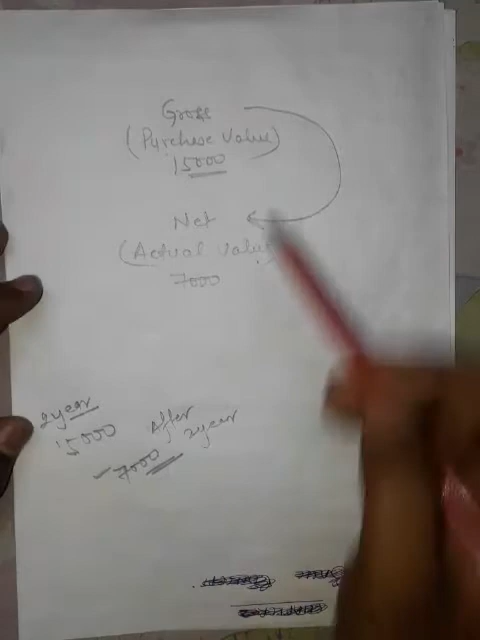 Gross
(Purchase Value)
15000
Net
(Actual Value)
7000
2year
15000
After
2year
7000